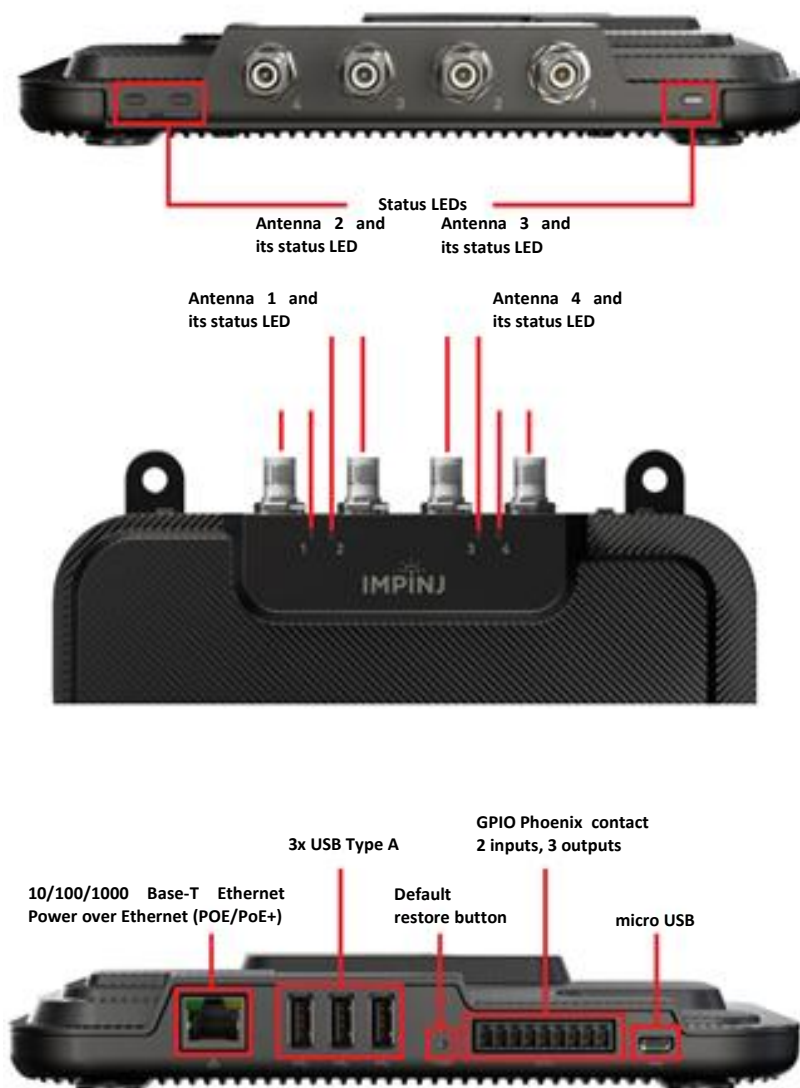 4 3 2 1
Status LEDs
Antenna 2 and
its status LED
Antenna 3 and
its status LED
Antenna 1 and
its status LED
Antenna 4 and
its status LED
1 2 3 4
IMPINJ
GPIO Phoenix contact
2 inputs, 3 outputs
3x USB Type A
10/100/1000 Base-T Ethernet
Power over Ethernet (POE/PoE+)
Default
restore button
micro USB